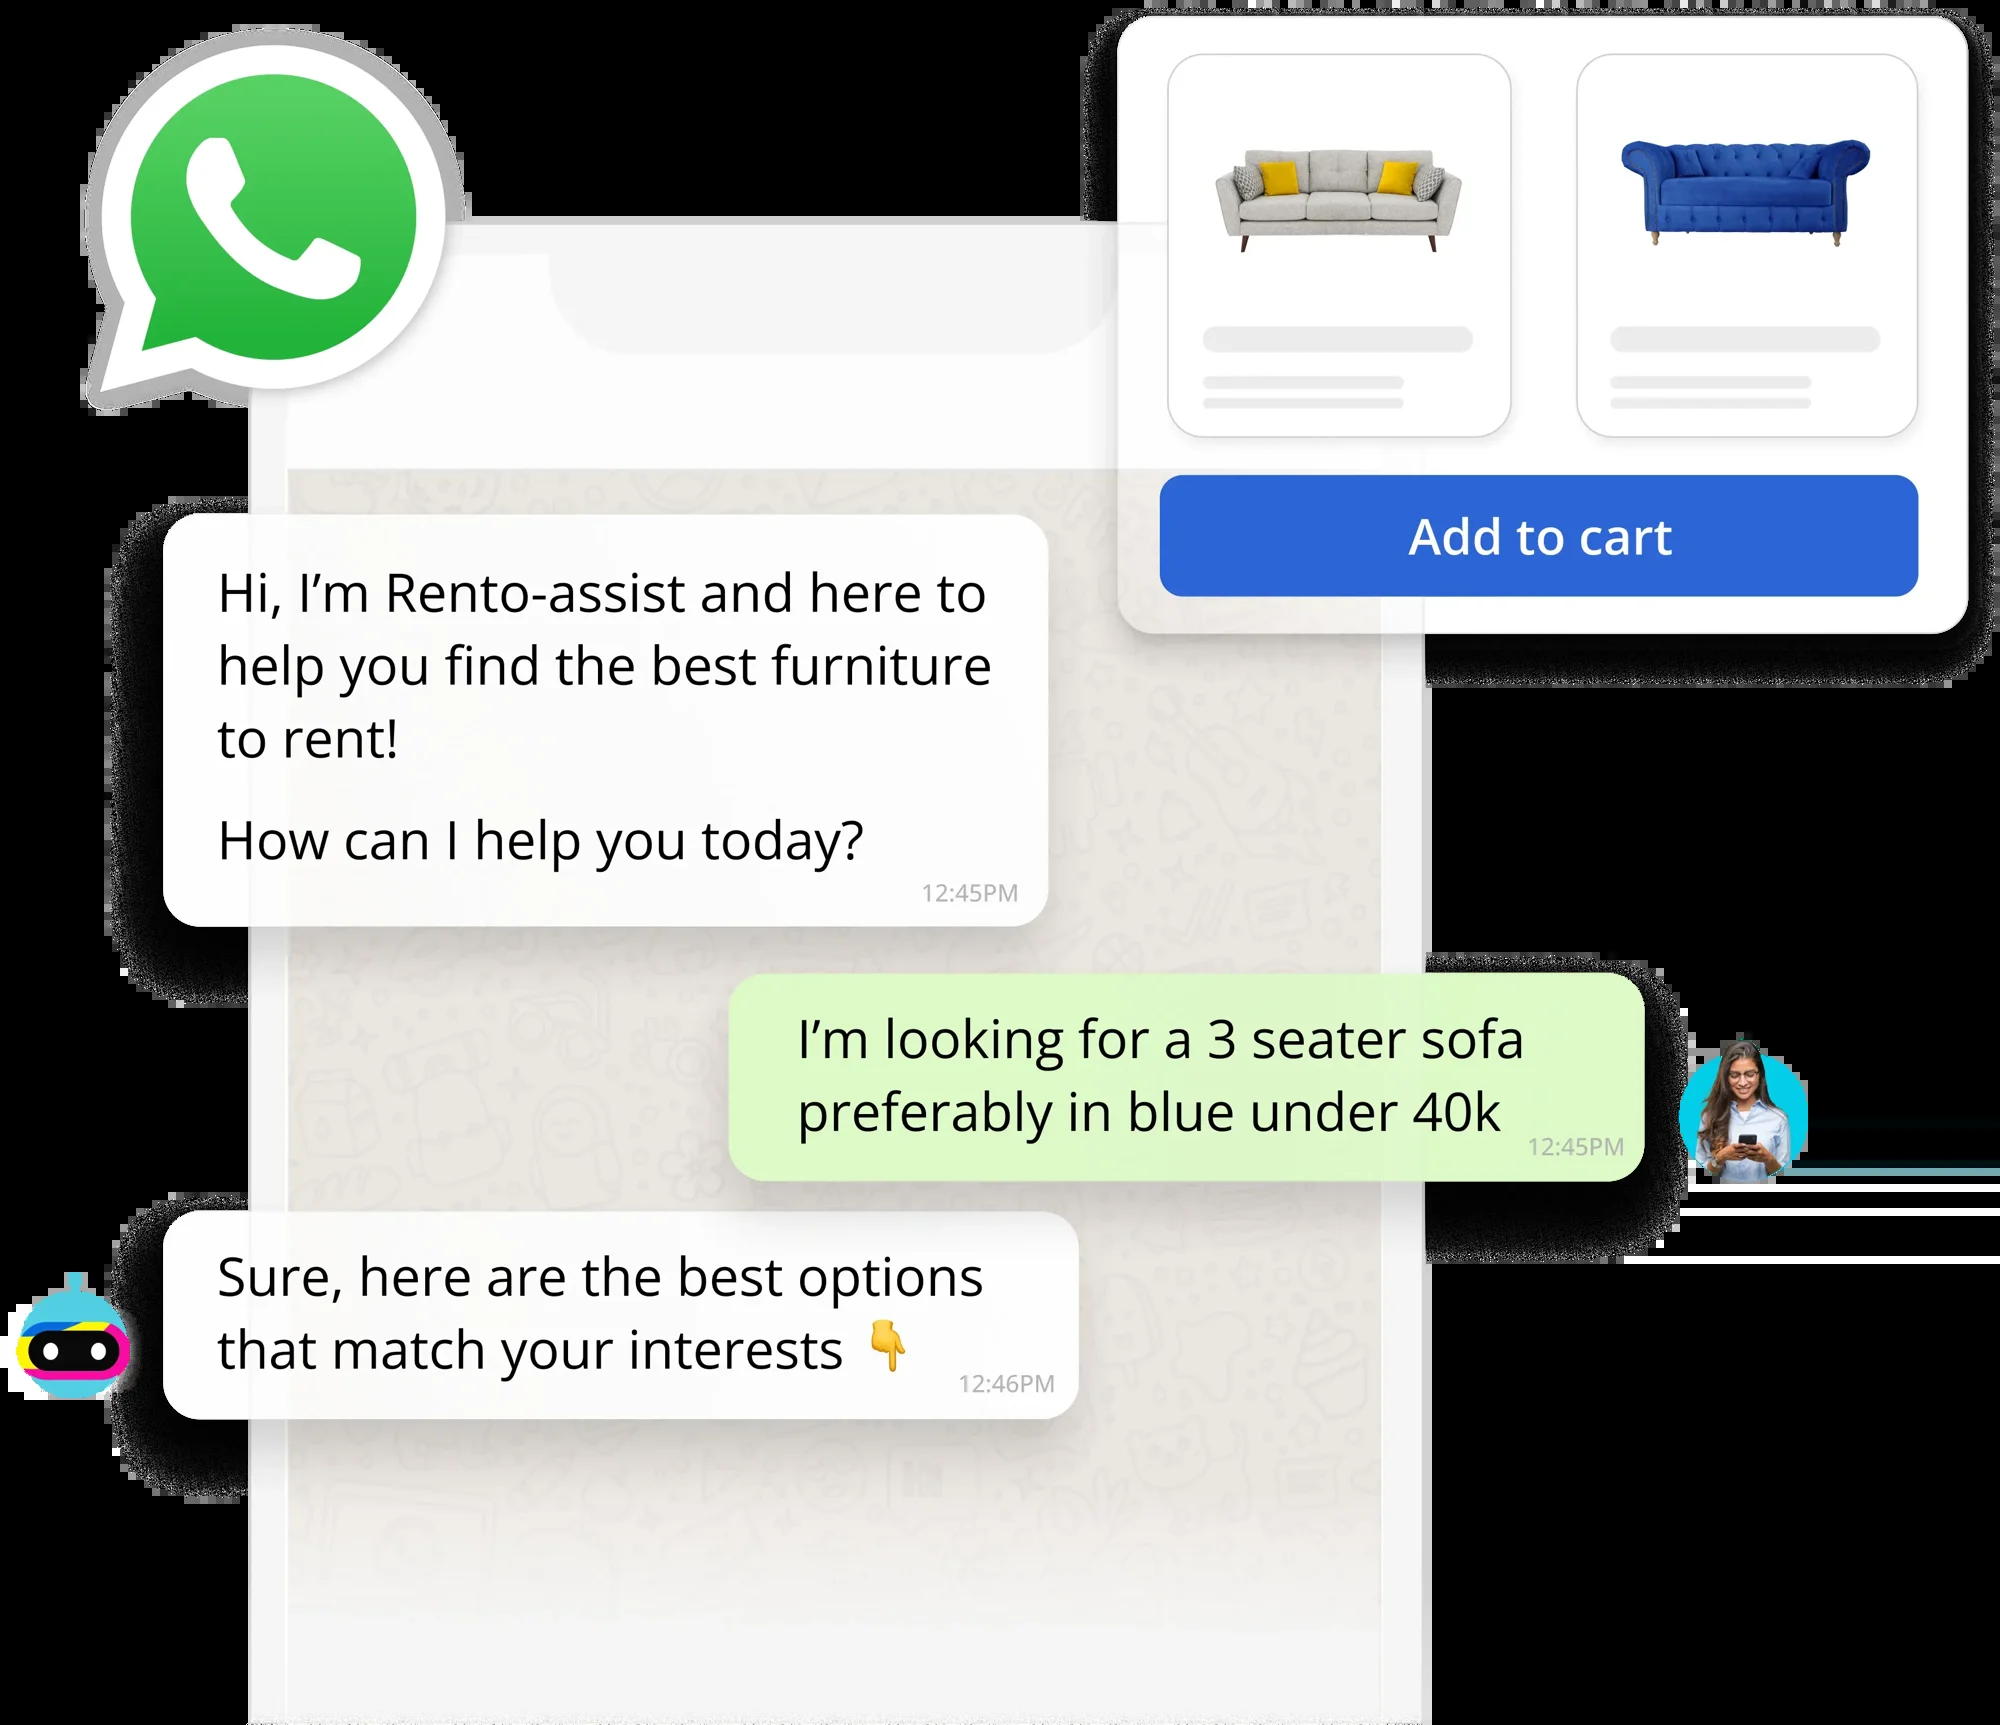 Add to cart
Hi, I’m Rento-assist and here to
help you find the best furniture
to rent!
How can I help you today?
12:45PM
I’m looking for a 3 seater sofa
preferably in blue under 40k
12:45PM
Sure, here are the best options
that match your interests 👇
12:46PM